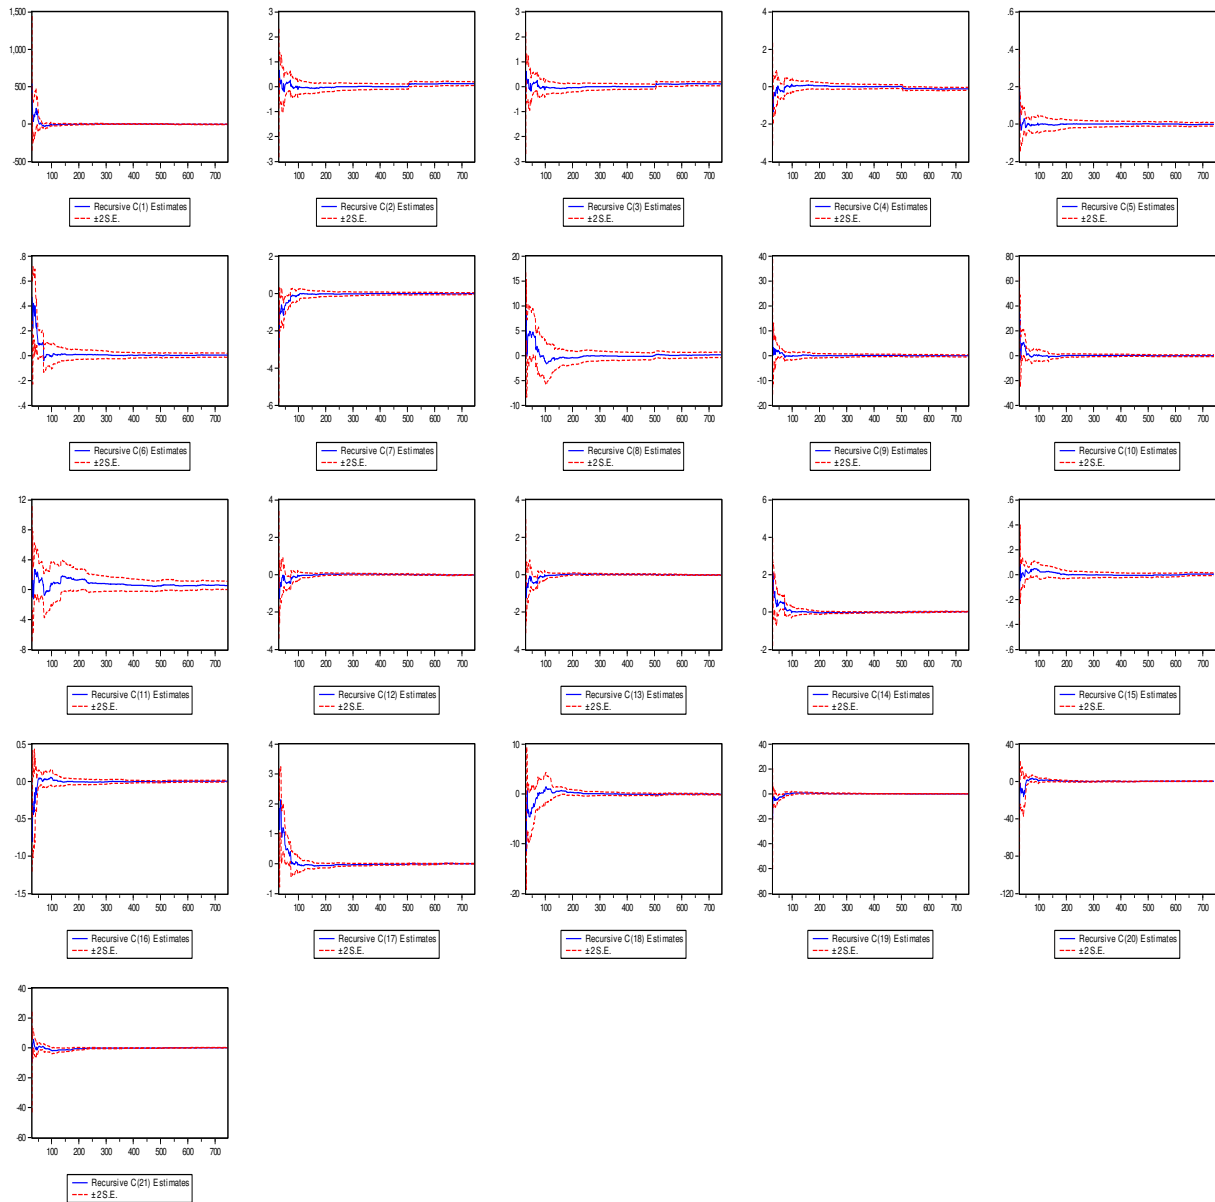 1,500
1,000
500
0
-500
100 200 300 400 500 600 700
Recursive C(1) Estimates
±2 S.E.
3
2
1
0
-1
-2
-3
100 200 300 400 500 600 700
Recursive C(2) Estimates
±2 S.E.
3
2
1
0
-1
-2
-3
100 200 300 400 500 600 700
Recursive C(3) Estimates
±2 S.E.
4
2
0
-2
-4
100 200 300 400 500 600 700
Recursive C(4) Estimates
±2 S.E.
.6
.4
.2
.0
-.2
100 200 300 400 500 600 700
Recursive C(5) Estimates
±2 S.E.
.8
.6
.4
.2
.0
-.2
-.4
100 200 300 400 500 600 700
Recursive C(6) Estimates
±2 S.E.
2
0
-2
-4
-6
100 200 300 400 500 600 700
Recursive C(7) Estimates
±2 S.E.
20
15
10
5
0
-5
-10
100 200 300 400 500 600 700
Recursive C(8) Estimates
±2 S.E.
40
30
20
10
0
-10
-20
100 200 300 400 500 600 700
Recursive C(9) Estimates
±2 S.E.
80
60
40
20
0
-20
-40
100 200 300 400 500 600 700
Recursive C(10) Estimates
±2 S.E.
12
8
4
0
-4
-8
100 200 300 400 500 600 700
Recursive C(11) Estimates
±2 S.E.
4
2
0
-2
-4
100 200 300 400 500 600 700
Recursive C(12) Estimates
±2 S.E.
4
2
0
-2
-4
100 200 300 400 500 600 700
Recursive C(13) Estimates
±2 S.E.
6
4
2
0
-2
100 200 300 400 500 600 700
Recursive C(14) Estimates
±2 S.E.
.6
.4
.2
.0
-.2
-.4
-.6
100 200 300 400 500 600 700
Recursive C(15) Estimates
±2 S.E.
0.5
0.0
-0.5
-1.0
-1.5
100 200 300 400 500 600 700
Recursive C(16) Estimates
±2 S.E.
4
3
2
1
0
-1
100 200 300 400 500 600 700
Recursive C(17) Estimates
±2 S.E.
10
0
-10
-20
100 200 300 400 500 600 700
Recursive C(18) Estimates
±2 S.E.
40
20
0
-20
-40
-60
-80
100 200 300 400 500 600 700
Recursive C(19) Estimates
±2 S.E.
40
0
-40
-80
-120
100 200 300 400 500 600 700
Recursive C(20) Estimates
±2 S.E.
40
20
0
-20
-40
-60
100 200 300 400 500 600 700
Recursive C(21) Estimates
±2 S.E.